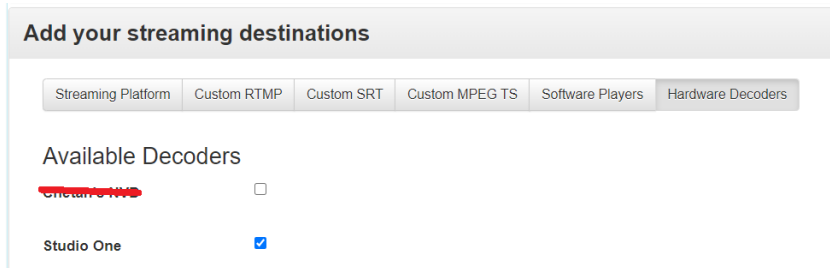 Add your streaming destinations
Streaming Platform Custom RTMP Custom SRT Custom MPEG TS Software Players Hardware Decoders
Available Decoders
Studio One